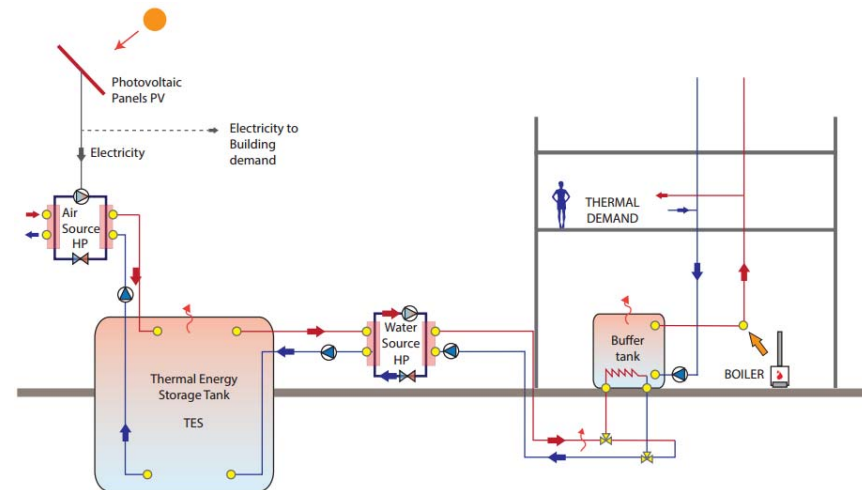 Photovoltaic
Panels PV
Electricity to
Building
demand
Electricity
Air
Source
HP
THERMAL
DEMAND
Water
Source
HP
Buffer
tank
Thermal Energy
Storage Tank
TES
BOILER